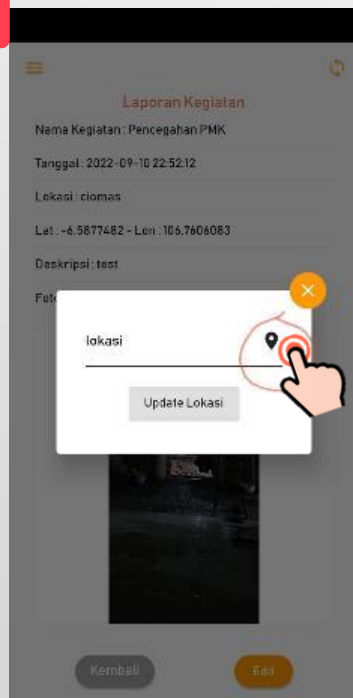 Laporan Kegiatan
Nama Kegiatan : Pencegahan PMK
Tanggal : 2022-09-10 22:52:12
Lokasi : ciomas
Lat : -6.5877482 - Lon : 106.7606083
Deskripsi : test
lokasi
Update Lokasi
Kembali
Edit